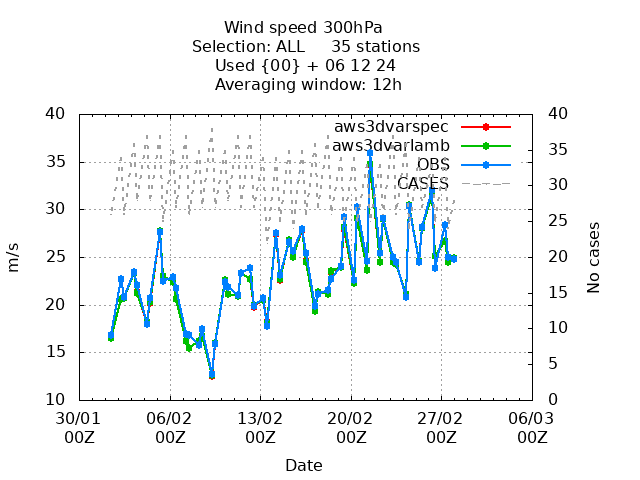 Wind speed 300hPa
Selection: ALL 35 stations
Used {00} + 06 12 24
Averaging window: 12h
40 40
aws3dvarspec
aws3dvarlamb
OBS
CASES
35 35
30 30
25 25
20 20
15 15
10 10
5
0
m/s
No cases
30/01 06/02 13/02 20/02 27/02 06/03
00Z 00Z 00Z 00Z 00Z 00Z
Date